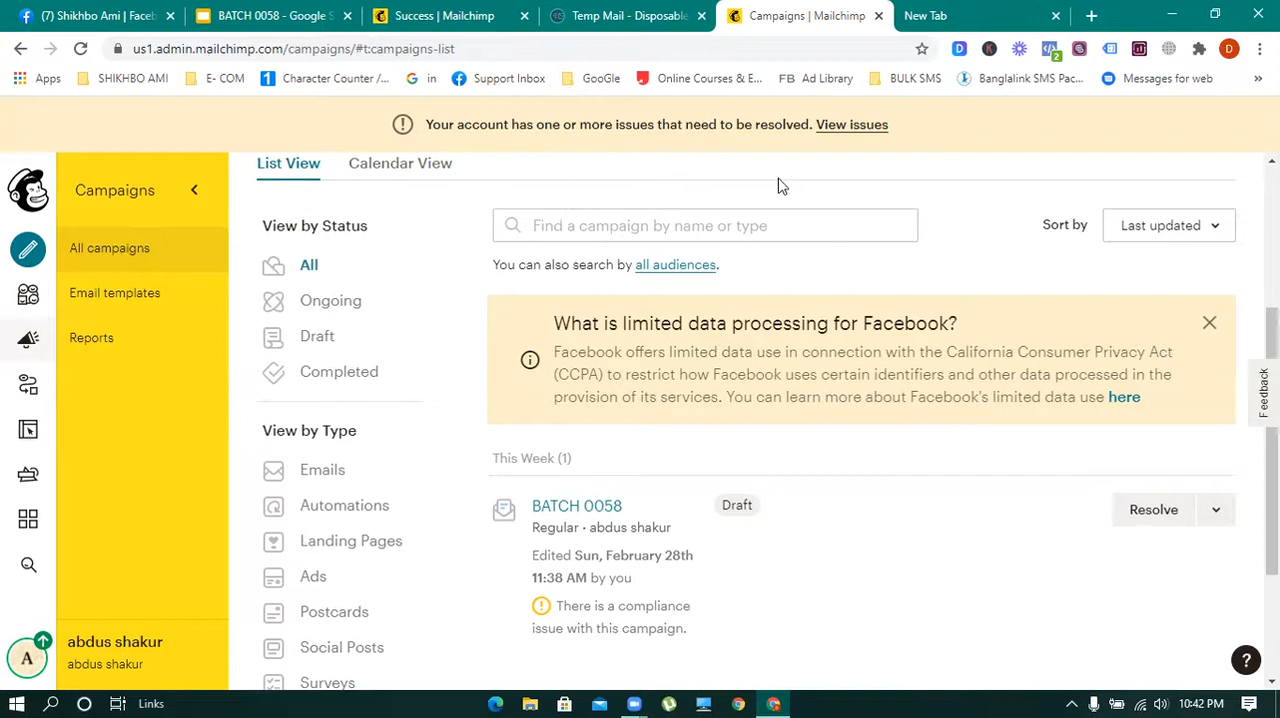 (7) Shikho Ami | Faceb
BATCH 0058 - Google S
Success | Mailchimp
Temp Mail - Disposable
Campaigns | Mailchimp
New Tab
us1.admin.mailchimp.com/campaigns/#t:campaigns-list
D
K
2
D
Apps
SHIKHBO AMI
E- COM
1
Character Counter /...
G in
Support Inbox
GooGle
Online Courses & E...
FB Ad Library
BULK SMS
Banglalink SMS Pac...
Messages for web
»
Your account has one or more issues that need to be resolved. View issues
Campaigns
All campaigns
Email templates
Reports
abdus shakur
abdus shakur
A
List View
Calendar View
View by Status
All
Ongoing
Draft
Completed
View by Type
Emails
Automations
Landing Pages
Ads
Postcards
Social Posts
Surveys
Find a campaign by name or type
Sort by
Last updated
You can also search by all audiences.
What is limited data processing for Facebook?
Facebook offers limited data use in connection with the California Consumer Privacy Act
(CCPA) to restrict how Facebook uses certain identifiers and other data processed in the
provision of its services. You can learn more about Facebook's limited data use here
This Week (1)
BATCH 0058
Draft
Resolve
Regular • abdus shakur
Edited Sun, February 28th
11:38 AM by you
There is a compliance
issue with this campaign.
Feedback
?
Links
10:42 PM